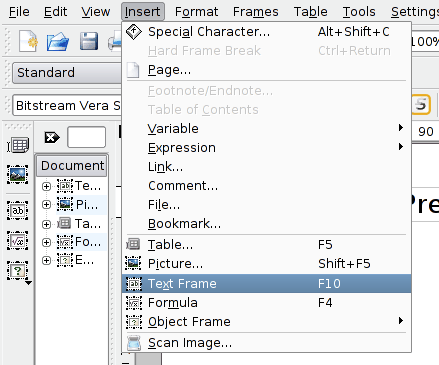 File Edit View Insert Format Frames Table Tools Settings
Special Character... Alt+Shift+C
100%
Hard Frame Break Ctrl+Return
Standard
Page...
Footnote/Endnote...
Bitstream Vera S
S
Table of Contents
Variable
90
Expression
Document
Link...
Te...
Comment...
Pi...
File...
Pre
Ta...
Bookmark...
Fo...
Table... F5
E...
Picture... Shift+F5
Text Frame F10
Formula F4
Object Frame
Scan Image...